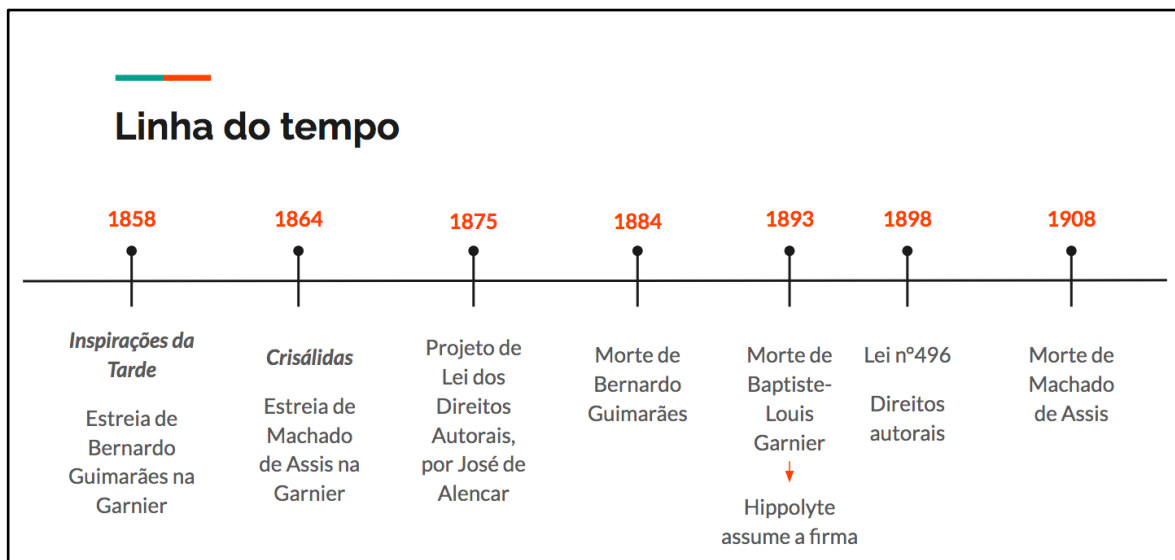 Linha do tempo
1858
1864
1875
1884
1893
1898
1908
Inspirações da
Tarde
Estreia de
Bernardo
Guimarães na
Garnier
Crisálidas
Estreia de
Machado
de Assis na
Garnier
Projeto de
Lei dos
Direitos
Autorais,
por José de
Alencar
Morte de
Bernardo
Guimarães
Morte de
Baptiste-
Louis
Garnier
Hippolyte
assume a firma
Lei nº496
Direitos
autorais
Morte de
Machado
de Assis